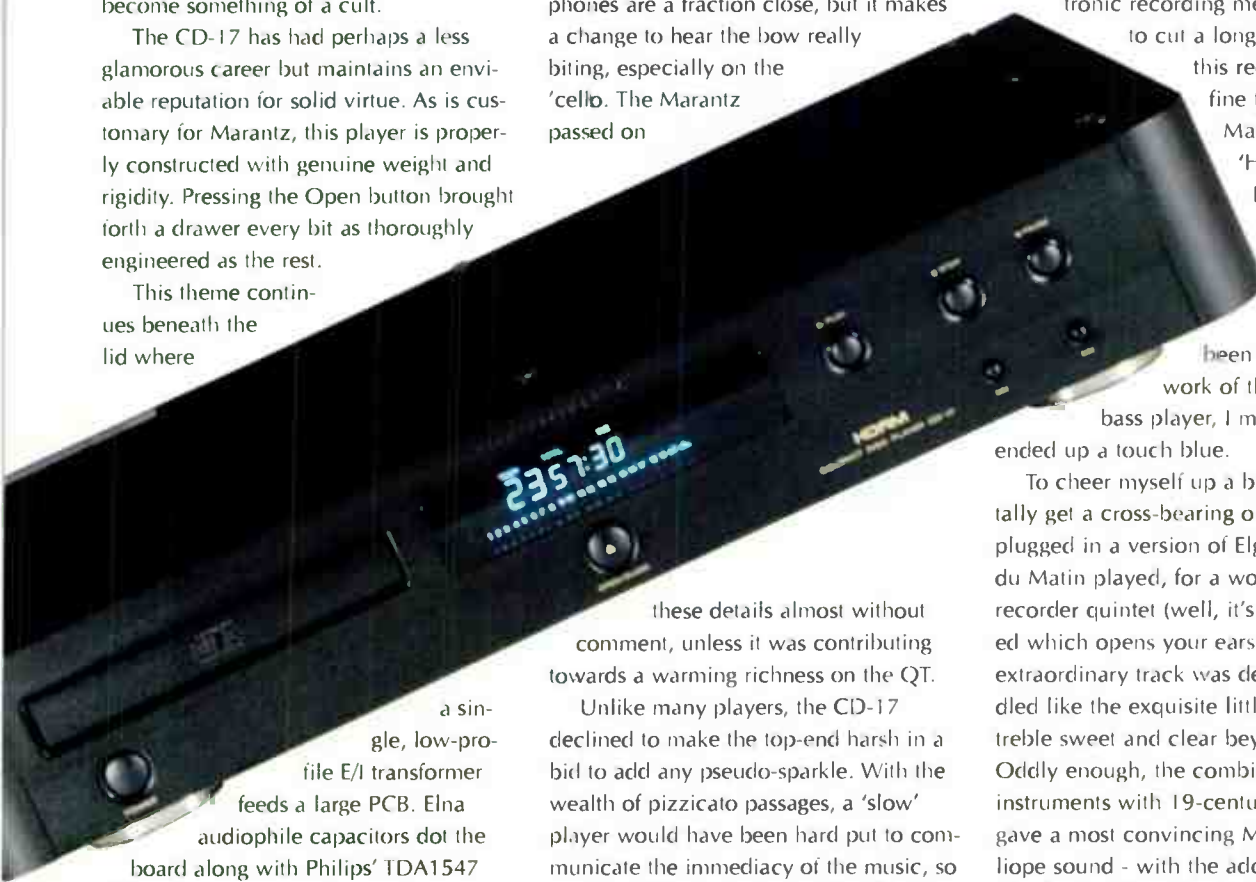 become something of a cult.
The CD-17 has had perhaps a less
glamorous career but maintains an envi-
able reputation for solid virtue. As is cus-
tomary for Marantz, this player is proper-
ly constructed with genuine weight and
rigidity. Pressing the Open button brought
forth a drawer every bit as thoroughly
engineered as the rest.
This theme contin-
ues beneath the
lid where
a sin-
gle, low-pro-
file E/I transformer
feeds a large PCB. Elna
audiophile capacitors dot the
board along with Philips' TDA1547
phones are a fraction close, but it makes
a change to hear the bow really
biting, especially on the
'cello. The Marantz
passed on
these details almost without
comment, unless it was contributing
towards a warming richness on the QT.
Unlike many players, the CD-17
declined to make the top-end harsh in a
bid to add any pseudo-sparkle. With the
wealth of pizzicato passages, a 'slow'
player would have been hard put to com-
municate the immediacy of the music, so
tronic recording me
to cut a long
this re
fine
Ma
'H
been
work of th
bass player, I m
ended up a touch blue.
To cheer myself up a b
tally get a cross-bearing o
plugged in a version of Elg
du Matin played, for a wo
recorder quintet (well, it's
ed which opens your ears
extraordinary track was de
dled like the exquisite littl
treble sweet and clear bey
Oddly enough, the combi
instruments with 19-centu
gave a most convincing M
liope sound - with the add
2357:30
HDAM